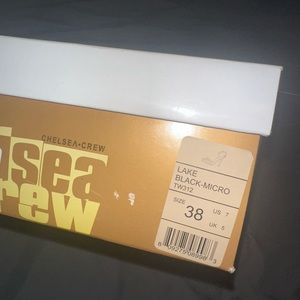 CHELSEA+CREW
lsea
rew
LAKE
BLACK-MICRO
TW312
SIZE 38 US 7
UK 5